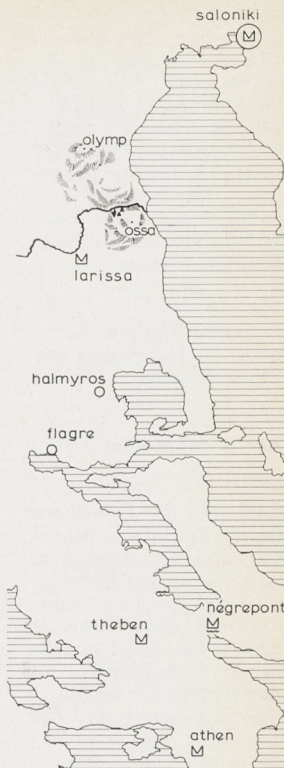 saloniki
M
olymp
ossa
M
larissa
halmyros
flagre
négrepont
theben
M
M
athen
M